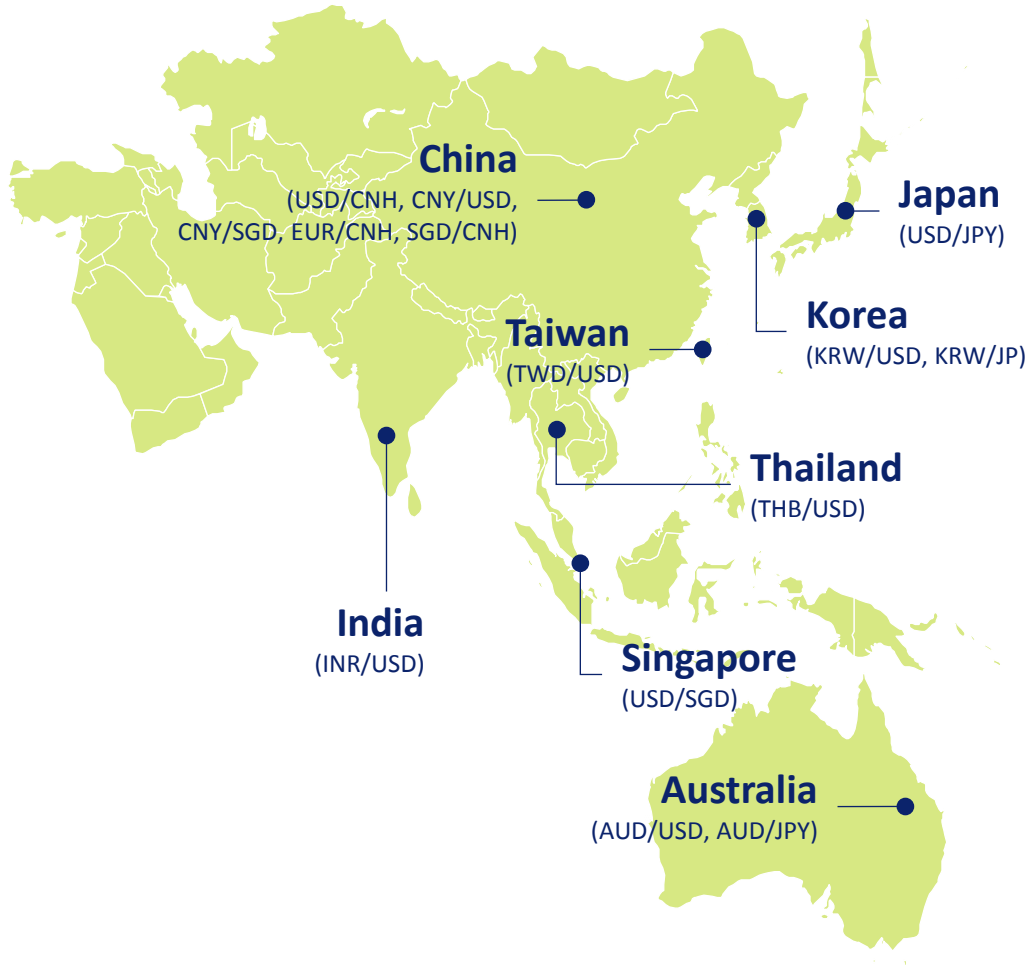 China
(USD/CNH, CNY/USD,
CNY/SGD, EUR/CNH, SGD/CNH)
Japan
(USD/JPY)
Korea
(KRW/USD, KRW/JP)
Taiwan
(TWD/USD)
Thailand
(THB/USD)
India
(INR/USD)
Singapore
(USD/SGD)
Australia
(AUD/USD, AUD/JPY)